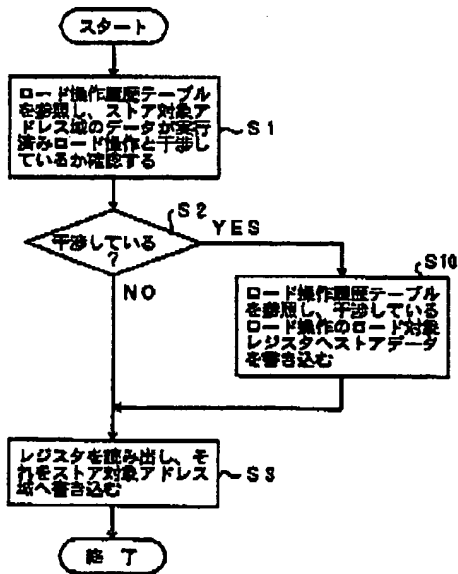 スタート
ロード操作履歴テーブル
を参照し、ストア対象ア
ドレス域のデータが実行
済みロード操作と干渉し
ているか確認する
S1
S2
干渉している
?
YES
NO
S10
ロード操作履歴テーブル
を参照し、干渉している
ロード操作のロード対象
レジスタへストアデータ
を書き込む
レジスタを読み出し、そ
れをストア対象アドレス
域へ書き込む
S3
終了